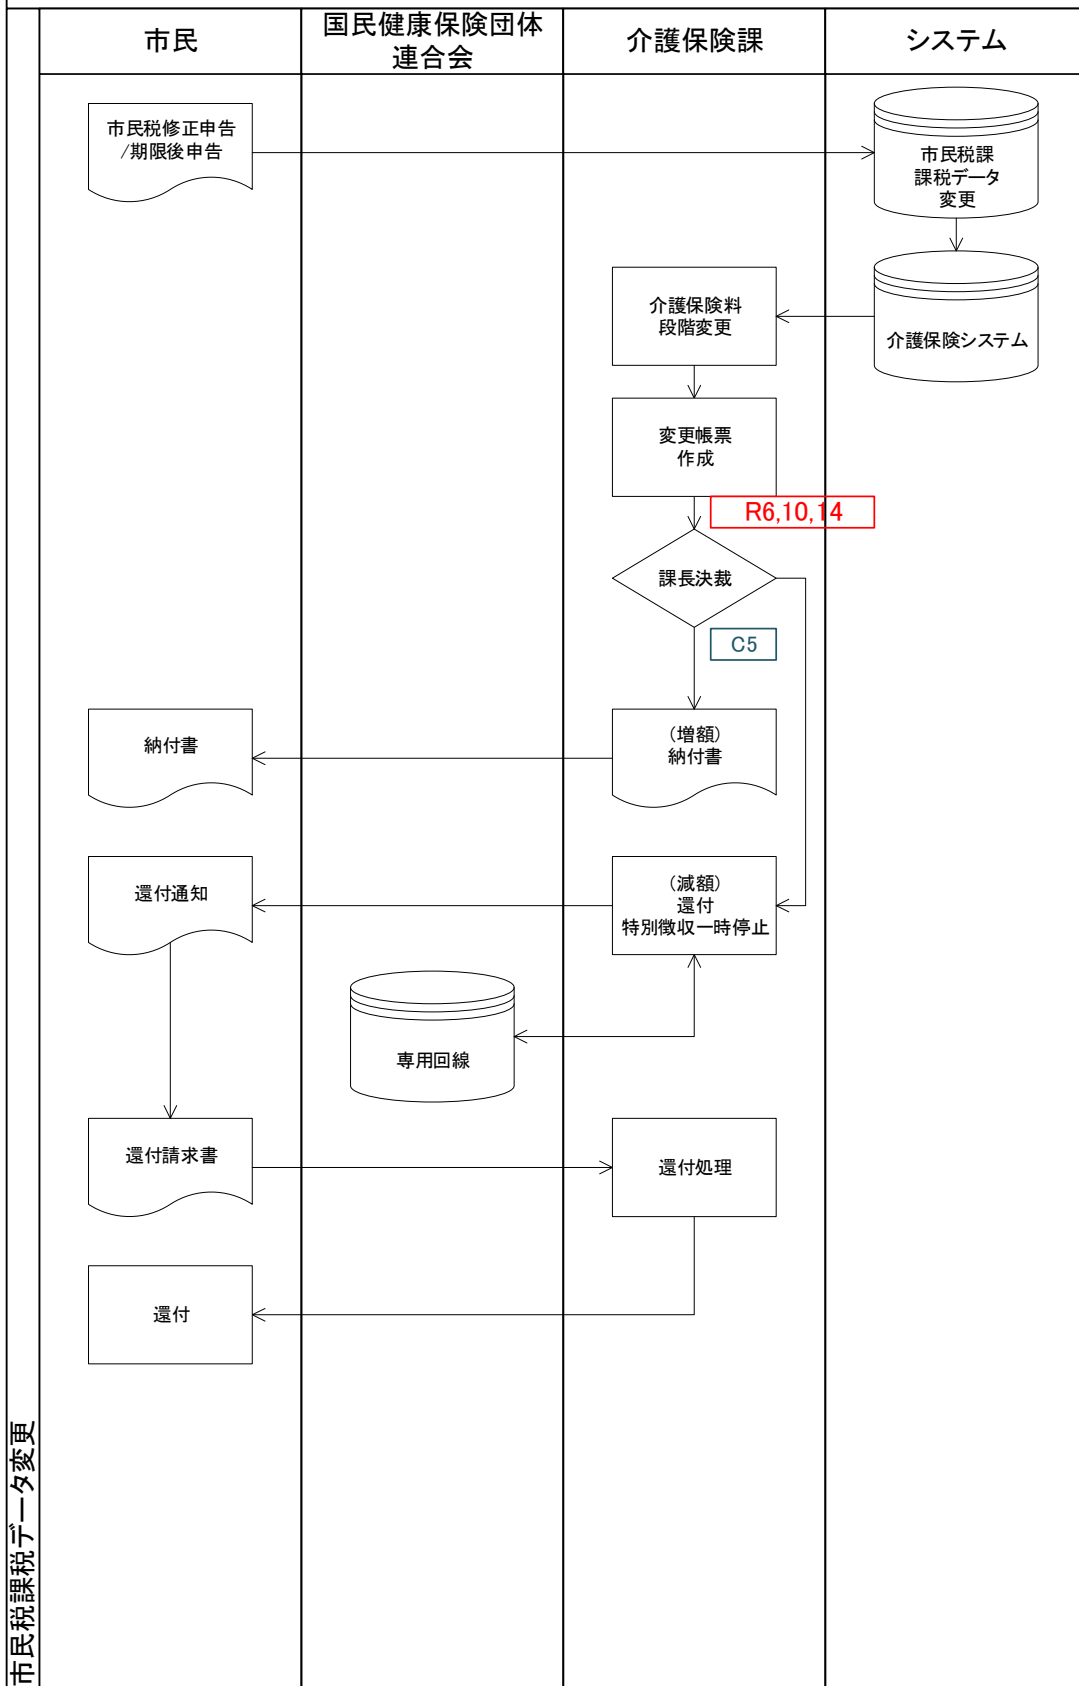 市民
国民健康保険団体
連合会
介護保険課
システム
市民税修正申告
/期限後申告
市民税課
課税データ
変更
介護保険料
段階変更
介護保険システム
変更帳票
作成
R6,10,14
課長決裁
C5
納付書
(増額)
納付書
還付通知
(減額)
還付
特別徴収一時停止
専用回線
還付請求書
還付処理
還付
市民税課税データ変更